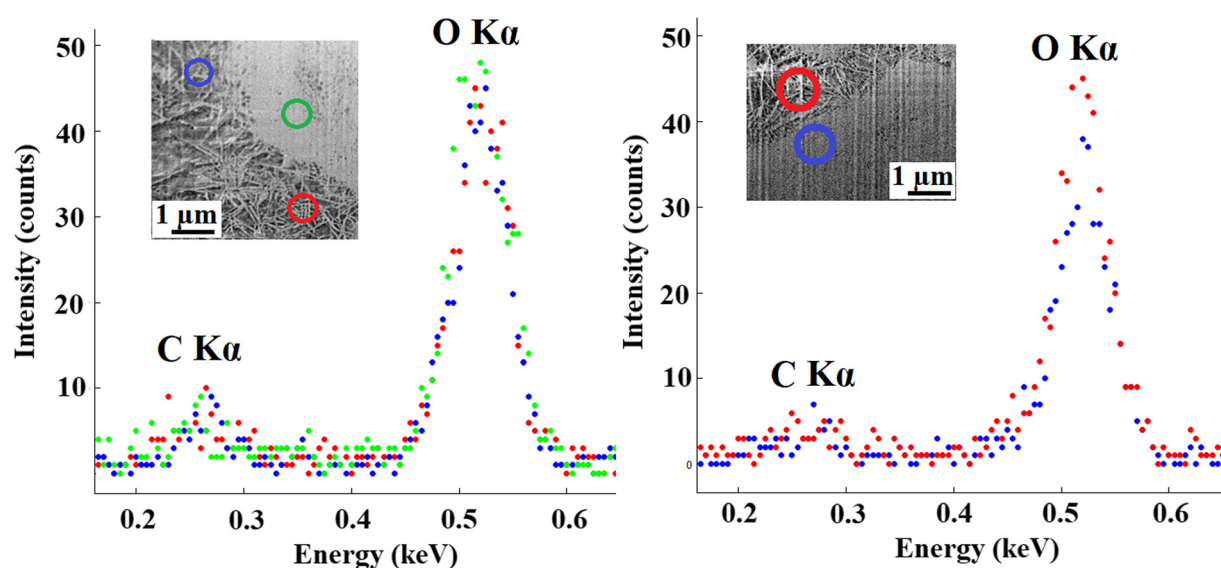 50
40
30
20
10
Intensity (counts)
O Kα
C Kα
1 µm
0.2 0.3 0.4 0.5 0.6
Energy (keV)
50
40
30
20
10
0
Intensity (counts)
O Kα
C Kα
1 µm
0.2 0.3 0.4 0.5 0.6
Energy (keV)